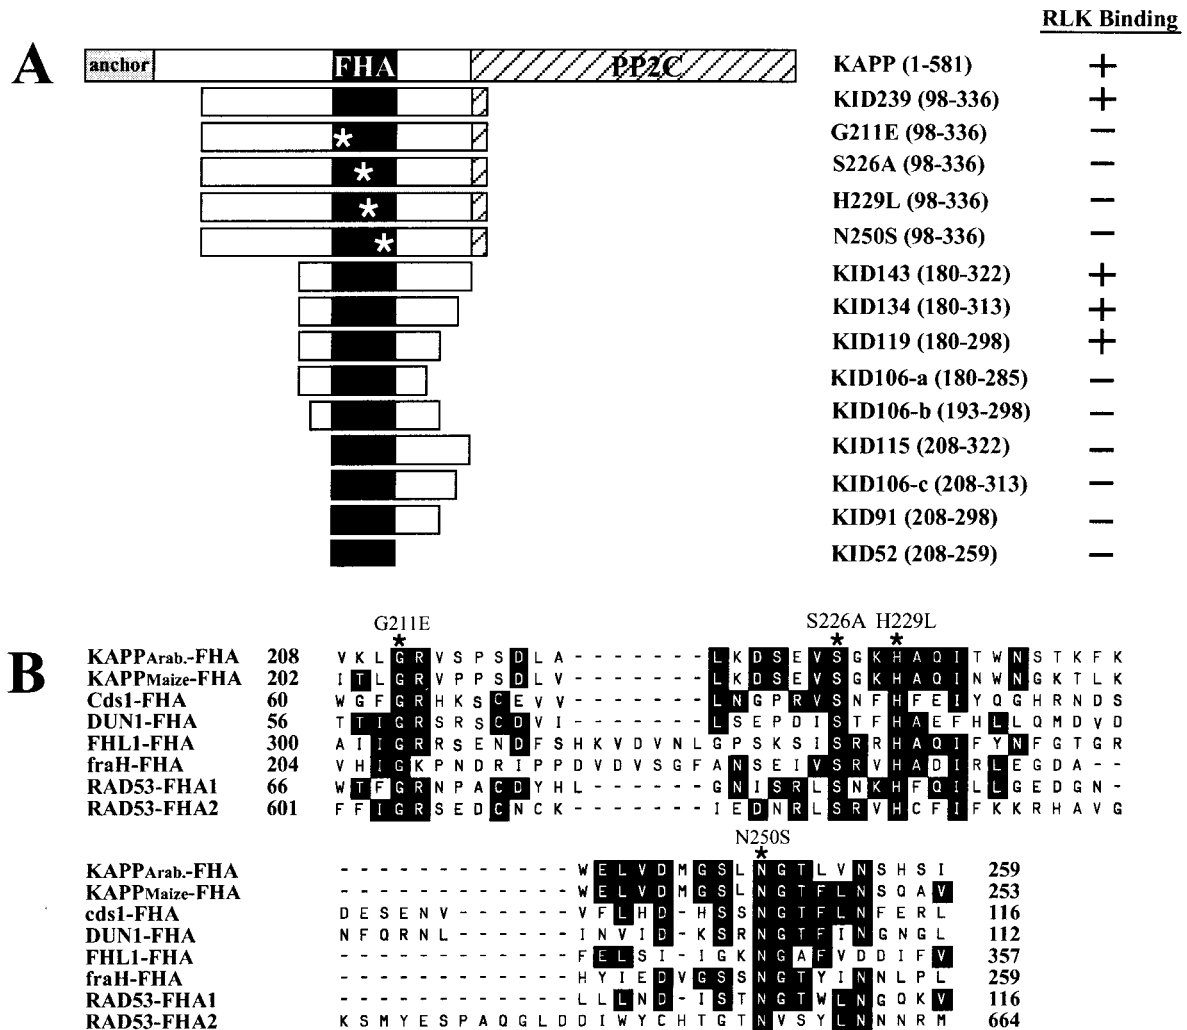 RLK Binding
A
anchor FHA PP2C KAPP (1-581) +
KID239 (98-336) +
* G211E (98-336) −
* S226A (98-336) −
* H229L (98-336) −
* N250S (98-336) −
KID143 (180-322) +
KID134 (180-313) +
KID119 (180-298) +
KID106-a (180-285) −
KID106-b (193-298) −
KID115 (208-322) −
KID106-c (208-313) −
KID91 (208-298) −
KID52 (208-259) −
B
G211E S226A H229L
* * *
KAPPArab.-FHA 208 V K L G R V S P S D L A - - - - - - - L K D S E V S G K H A Q I T W N S T K F K
KAPPMaize-FHA 202 I T L G R V P P S D L V - - - - - - - L K D S E V S G K H A Q I N W N G K T L K
Cds1-FHA 60 W G F G R H K S C E V V - - - - - - - L N G P R V S N F H F E I Y Q G H R N D S
DUN1-FHA 56 T T I G R S R S C D V I - - - - - - - L S E P D I S T F H A E F H L L Q M D V D
FHL1-FHA 300 A I I G R R S E N D F S H K V D V N L G P S K S I S R R H A Q I F Y N F G T G R
fraH-FHA 204 V H I G K P N D R I P P D V D V S G F A N S E I V S R V H A D I R L E G D A - -
RAD53-FHA1 66 W T F G R N P A C D Y H L - - - - - - G N I S R L S N K H F Q I L L G E D G N -
RAD53-FHA2 601 F F I G R S E D C N C K - - - - - - - I E D N R L S R V H C F I F K K R H A V G
N250S
*
KAPPArab.-FHA - - - - - - - - - - - - W E L V D M G S L N G T L V N S H S I 259
KAPPMaize-FHA - - - - - - - - - - - - W E L V D M G S L N G T F L N S Q A V 253
cds1-FHA D E S E N V - - - - - - V F L H D - H S S N G T F L N F E R L 116
DUN1-FHA N F Q R N L - - - - - - I N V I D - K S R N G T F I N G N G L 112
FHL1-FHA - - - - - - - - - - - - F E L S I - I G K N G A F V D D I F V 357
fraH-FHA - - - - - - - - - - - - H Y I E D V G S S N G T Y I N N L P L 259
RAD53-FHA1 - - - - - - - - - - - - L L L N D - I S T N G T W L N G Q K V 116
RAD53-FHA2 K S M Y E S P A Q G L D D I W Y C H T G T N V S Y L N N N R M 664